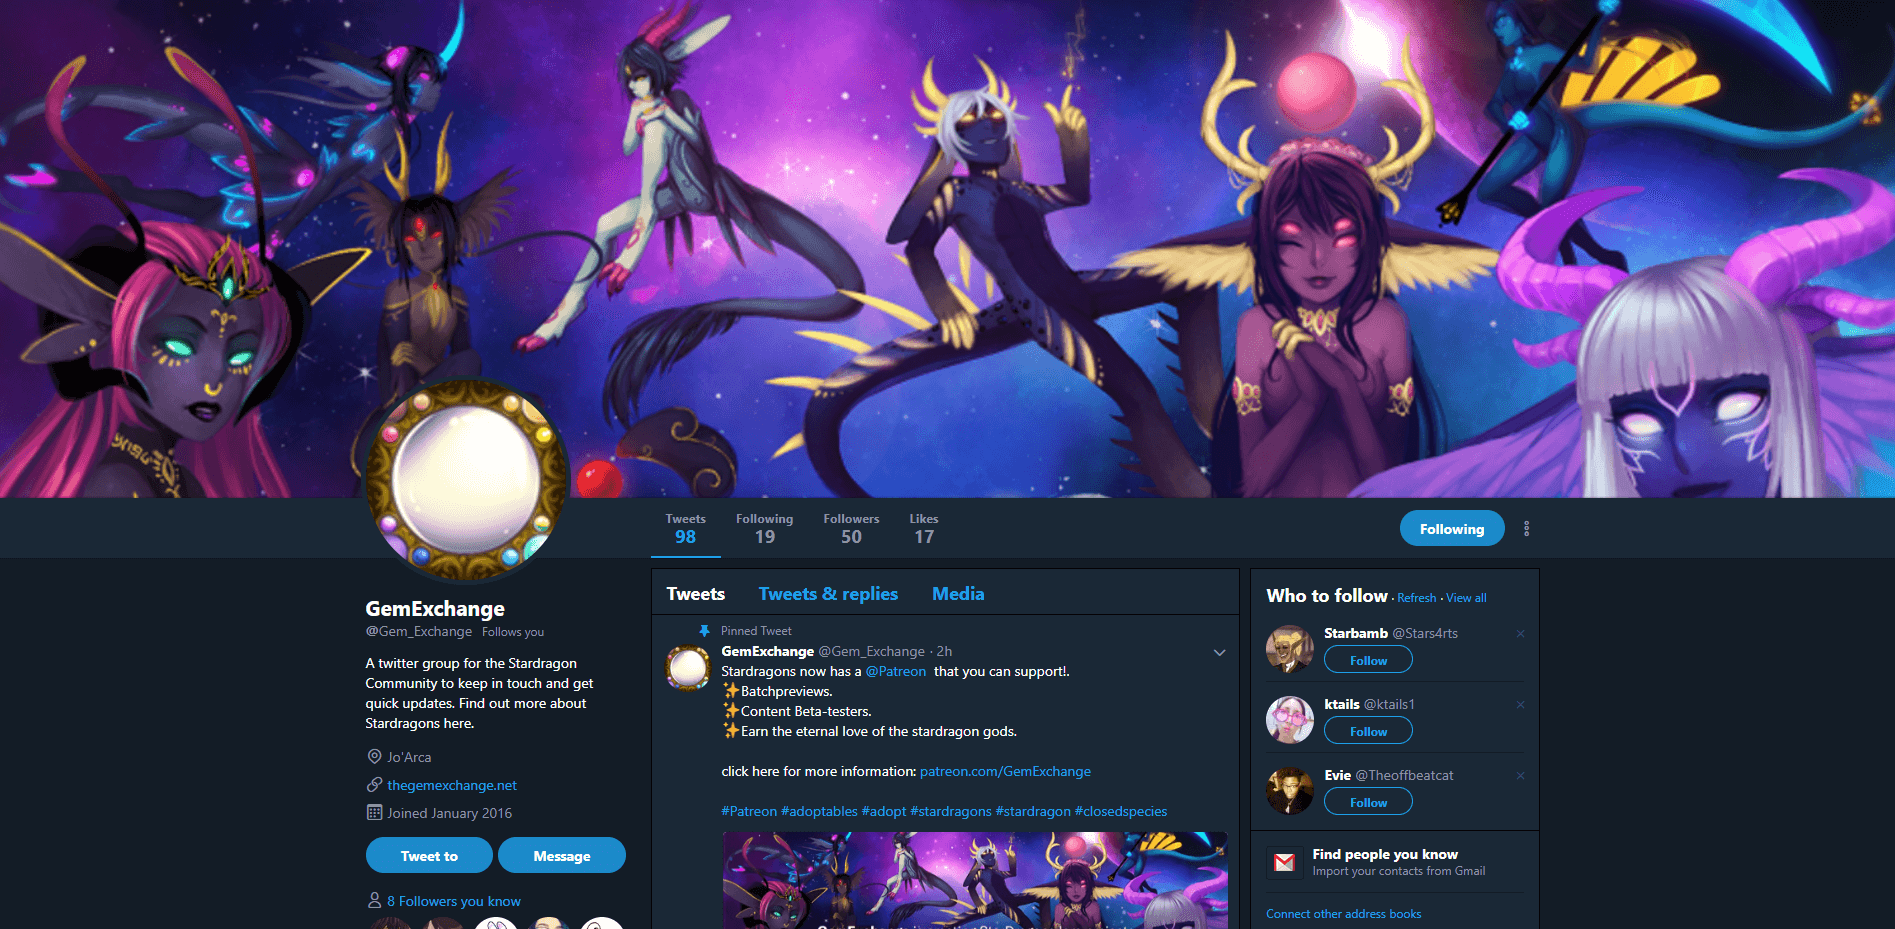 Tweets
98
Following
19
Followers
50
Likes
17
Following
GemExchange
@Gem_Exchange Follows you
A twitter group for the Stardragon
Community to keep in touch and get
quick updates. Find out more about
Stardragons here.
Jo'Arca
thegemexchange.net
Joined January 2016
Tweet to
Message
8 Followers you know
Tweets Tweets & replies Media
Pinned Tweet
GemExchange @Gem_Exchange · 2h
Stardragons now has a @Patreon that you can support!.
✨Batchpreviews.
✨Content Beta-testers.
✨Earn the eternal love of the stardragon gods.
click here for more information: patreon.com/GemExchange
#Patreon #adoptables #adopt #stardragons #stardragon #closedspecies
Who to follow · Refresh · View all
Starbamb @Stars4rts
Follow
ktails @ktails1
Follow
Evie @Theoffbeatcat
Follow
Find people you know
Import your contacts from Gmail
Connect other address books